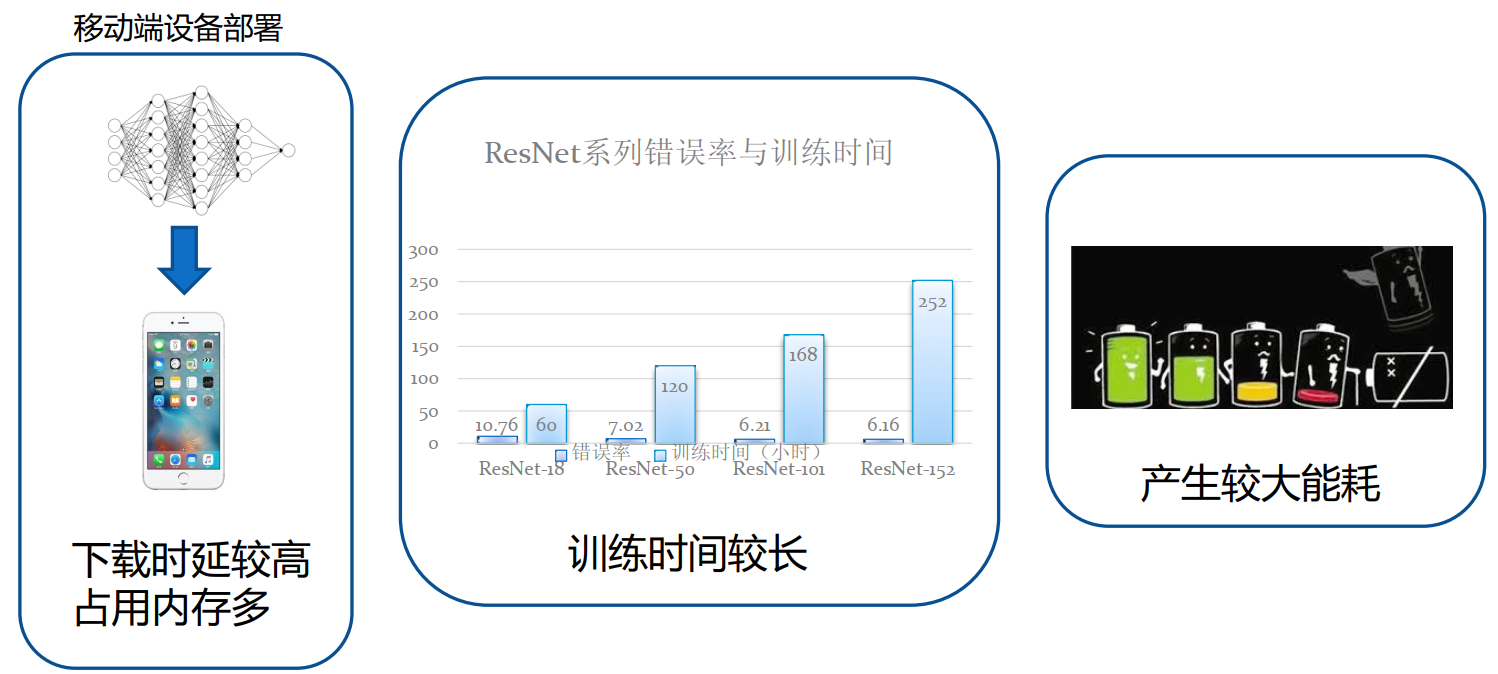 移动端设备部署
下载时延较高
占用内存多
ResNet系列错误率与训练时间
300
250
200
150
100
50
0
10.76
60
7.02
120
6.21
168
6.16
252
错误率
训练时间（小时）
ResNet-18
ResNet-50
ResNet-101
ResNet-152
训练时间较长
产生较大能耗